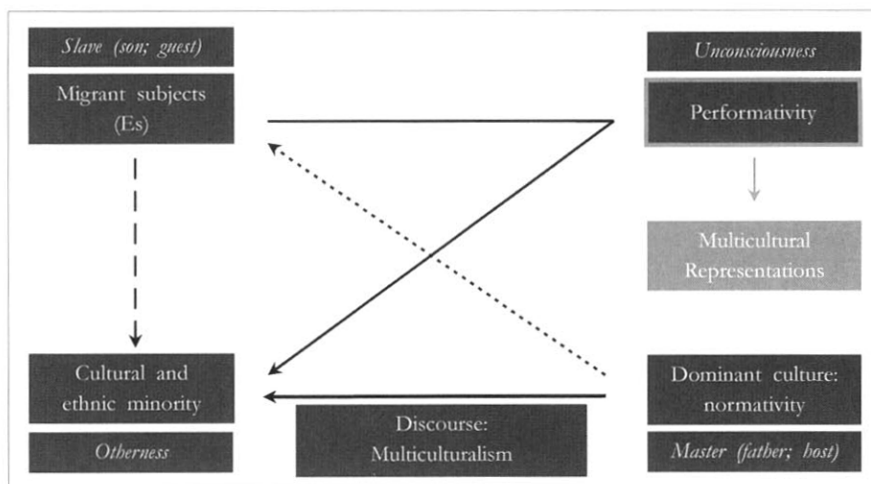 Slave (son; guest)
Migrant subjects
(Es)
Unconsciousness
Performativity
Multicultural
Representations
Cultural and
ethnic minority
Otherness
Discourse:
Multiculturalism
Dominant culture:
normativity
Master (father; host)